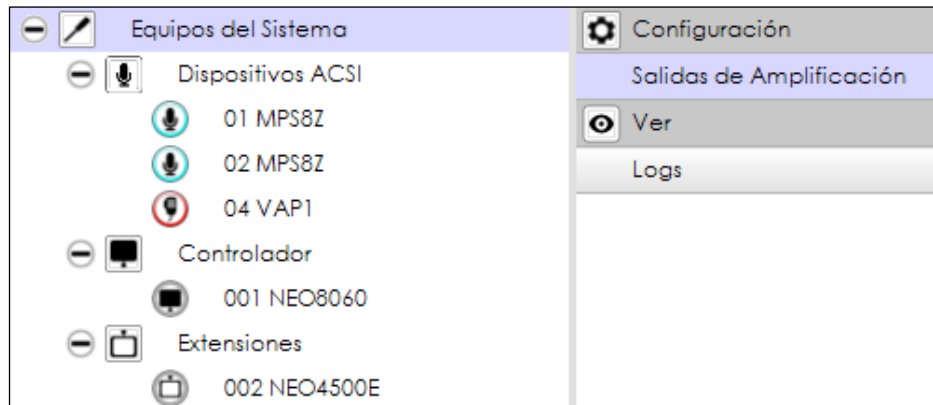 Equipos del Sistema
Dispositivos ACSI
01 MPS8Z
02 MPS8Z
04 VAP1
Controlador
001 NEO8060
Extensiones
002 NEO4500E
Configuración
Salidas de Amplificación
Ver
Logs